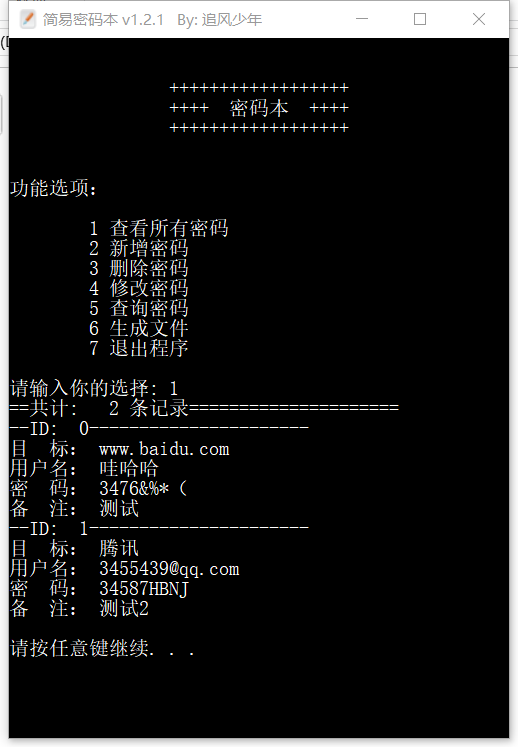 简易密码本 v1.2.1 By: 追风少年
++++++++++++++++++
++++ 密码本 ++++
++++++++++++++++++
功能选项:
1 查看所有密码
2 新增密码
3 删除密码
4 修改密码
5 查询密码
6 生成文件
7 退出程序
请输入你的选择: 1
==共计: 2 条记录=====================
--ID: 0----------------------
目 标: www.baidu.com
用户名: 哇哈哈
密 码: 3476&%*（
备 注: 测试
--ID: 1----------------------
目 标: 腾讯
用户名: 3455439@qq.com
密 码: 34587HBNJ
备 注: 测试2
请按任意键继续. . .